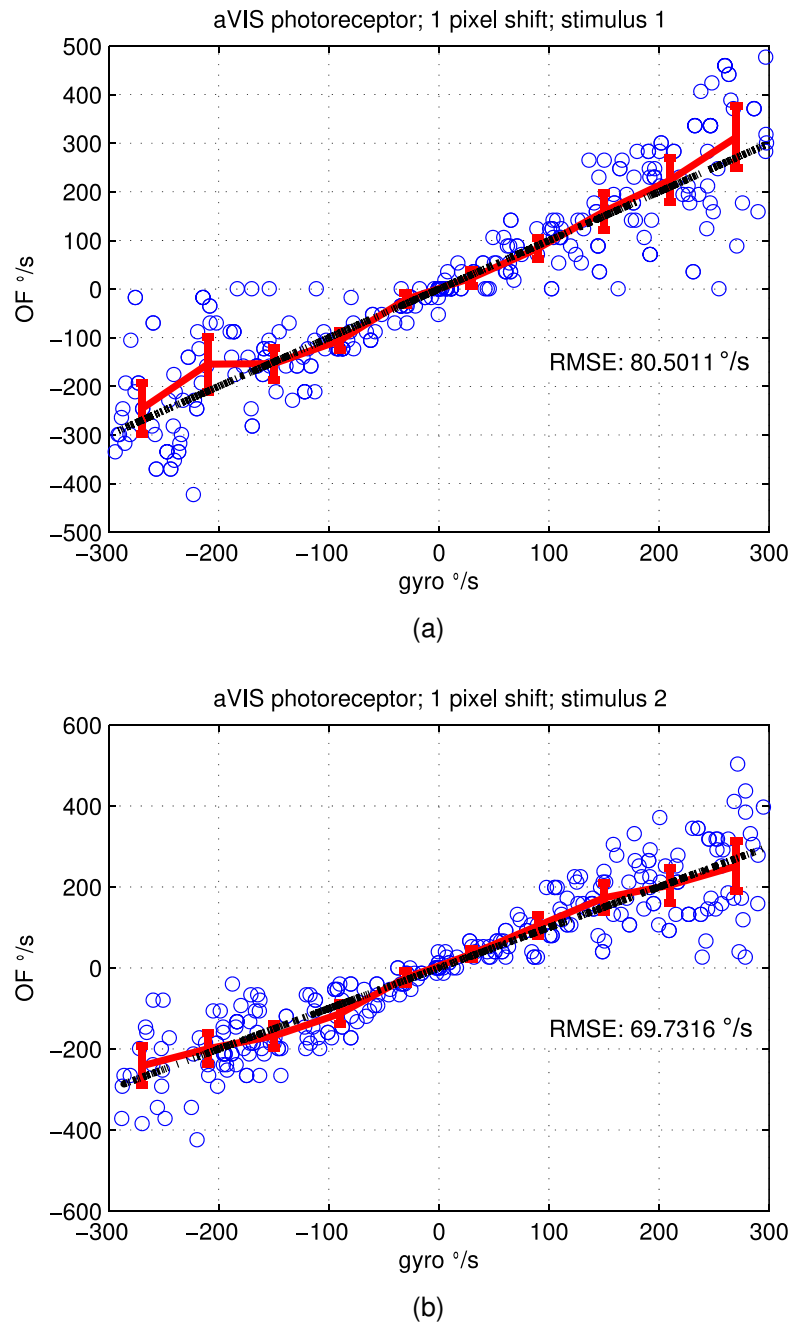 aVIS photoreceptor; 1 pixel shift; stimulus 1
500
400
300
200
100
0
−100
−200
−300
−400
−500
OF °/s
RMSE: 80.5011 °/s
−300 −200 −100 0 100 200 300
gyro °/s
(a)
aVIS photoreceptor; 1 pixel shift; stimulus 2
600
400
200
0
−200
−400
−600
OF °/s
RMSE: 69.7316 °/s
−300 −200 −100 0 100 200 300
gyro °/s
(b)